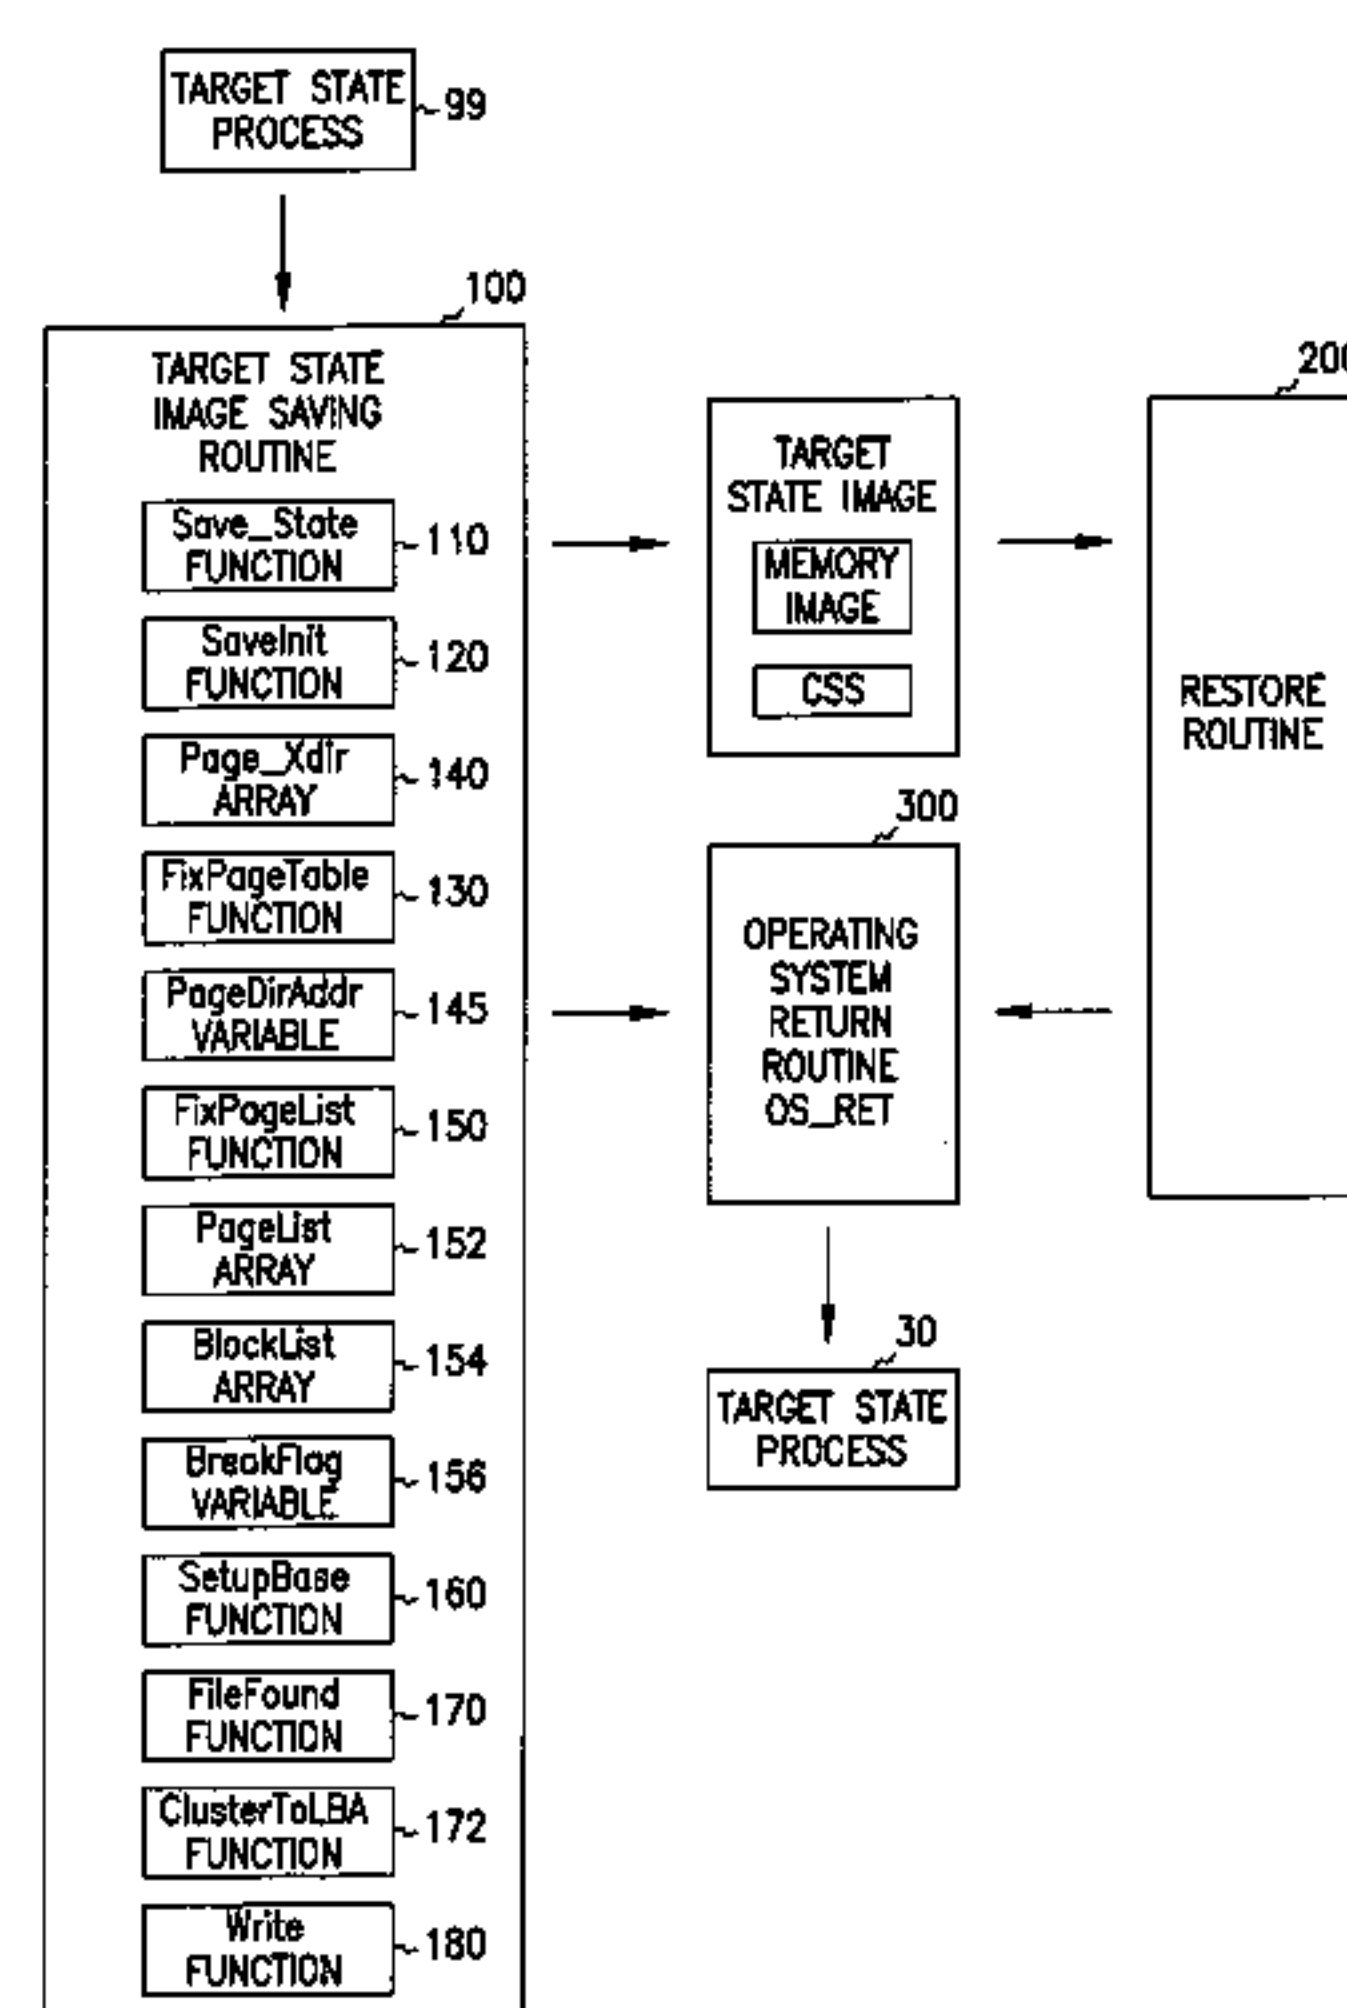 TARGET STATE
PROCESS
99
100
TARGET STATE
IMAGE SAVING
ROUTINE
Save_State
FUNCTION
110
SaveInit
FUNCTION
120
Page_Xdir
ARRAY
140
FixPageTable
FUNCTION
130
PageDirAddr
VARIABLE
145
FixPageList
FUNCTION
150
PageList
ARRAY
152
BlockList
ARRAY
154
BreakFlag
VARIABLE
156
SetupBase
FUNCTION
160
FileFound
FUNCTION
170
ClusterToLBA
FUNCTION
172
Write
FUNCTION
180
TARGET
STATE IMAGE
MEMORY
IMAGE
CSS
300
OPERATING
SYSTEM
RETURN
ROUTINE
OS_RET
30
TARGET STATE
PROCESS
200
RESTORE
ROUTINE